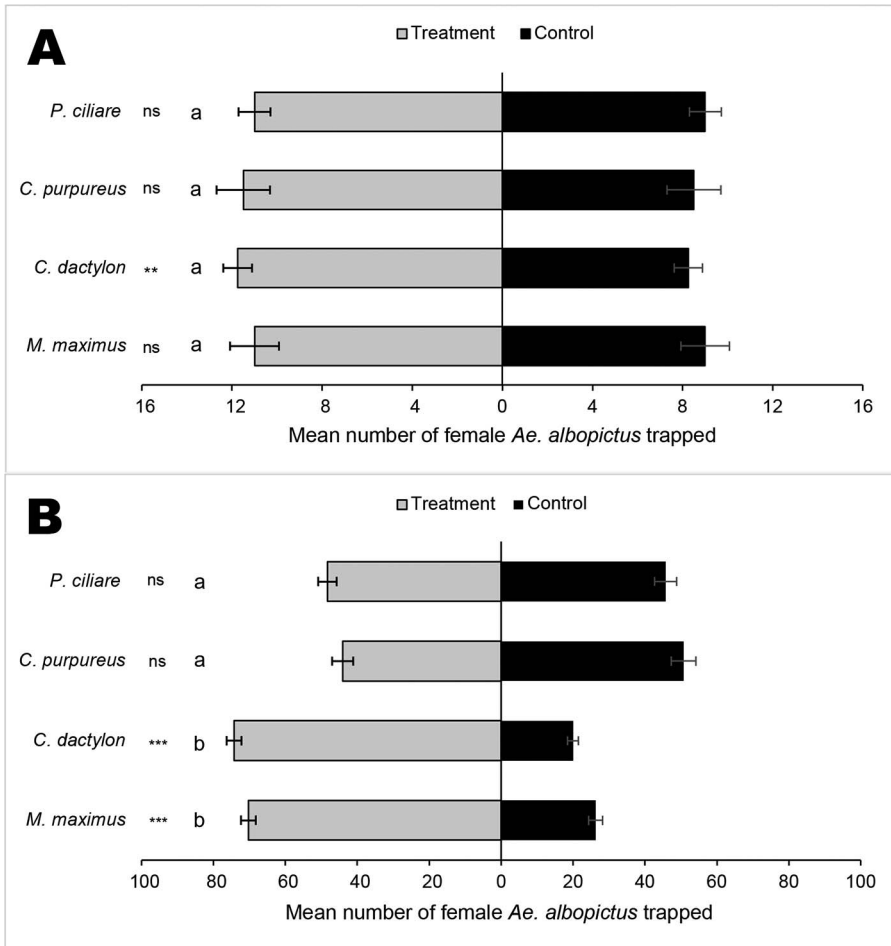 A
Treatment Control
P. ciliare ns a
C. purpureus ns a
C. dactylon ** a
M. maximus ns a
16 12 8 4 0 4 8 12 16
Mean number of female Ae. albopictus trapped
B
Treatment Control
P. ciliare ns a
C. purpureus ns a
C. dactylon *** b
M. maximus *** b
100 80 60 40 20 0 20 40 60 80 100
Mean number of female Ae. albopictus trapped